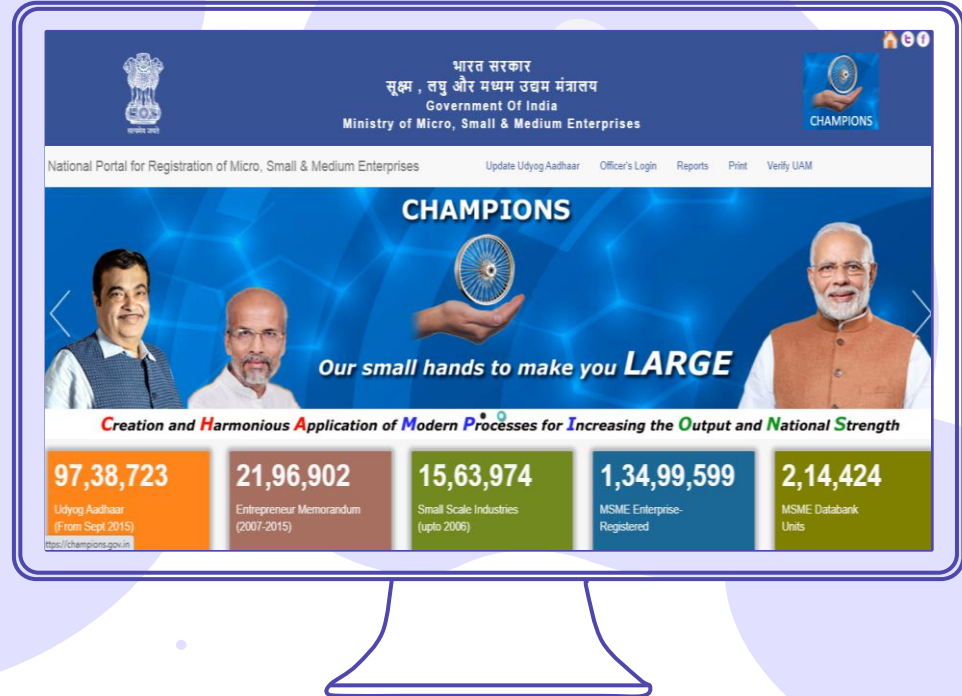 भारत सरकार
सूक्ष्म , लघु और मध्यम उद्यम मंत्रालय
Government Of India
Ministry of Micro, Small & Medium Enterprises
सत्यमेव जयते
CHAMPIONS
National Portal for Registration of Micro, Small & Medium Enterprises
Update Udyog Aadhaar Officer's Login Reports Print Verify UAM
CHAMPIONS
Our small hands to make you LARGE
Creation and Harmonious Application of Modern Processes for Increasing the Output and National Strength
97,38,723
Udyog Aadhaar
(From Sept 2015)
21,96,902
Entrepreneur Memorandum
(2007-2015)
15,63,974
Small Scale Industries
(upto 2006)
1,34,99,599
MSME Enterprise-
Registered
2,14,424
MSME Databank
Units
ttps://champions.gov.in